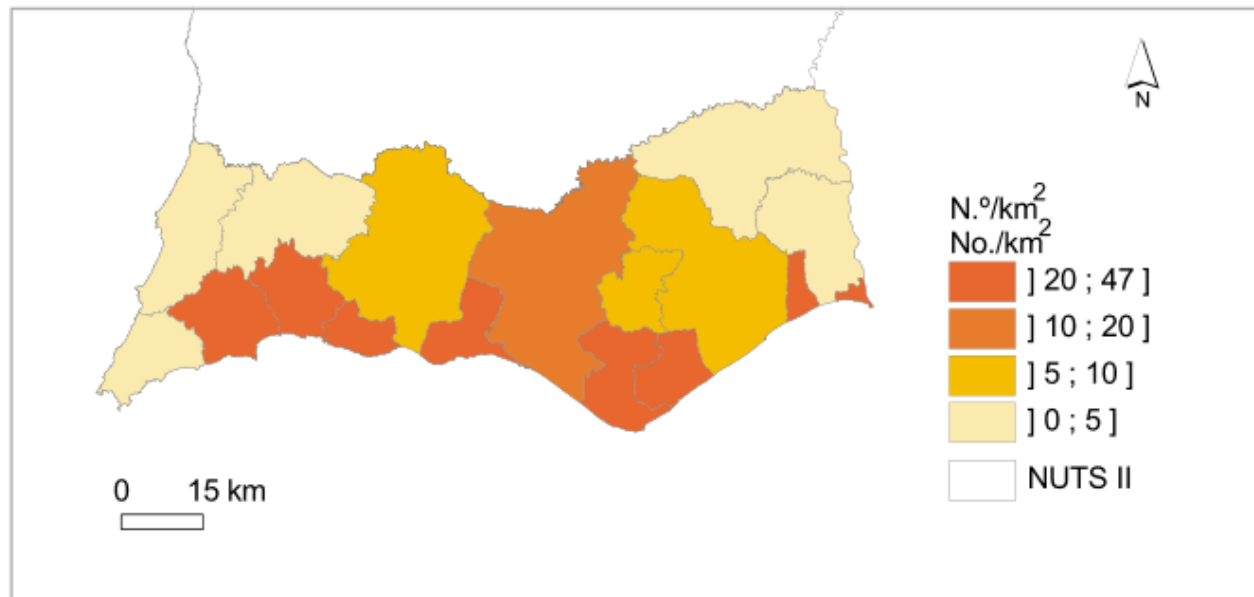 N
N.º/km²
No./km²
] 20 ; 47 ]
] 10 ; 20 ]
] 5 ; 10 ]
] 0 ; 5 ]
NUTS II
0 15 km